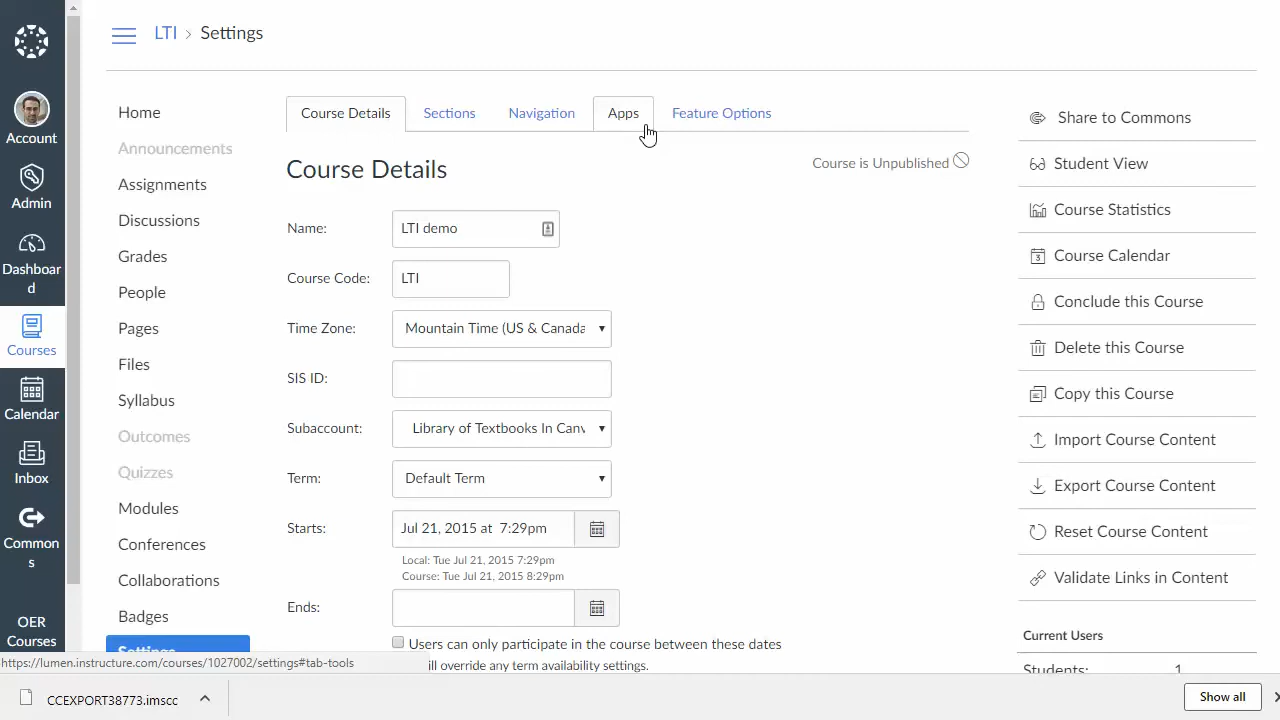 LTI > Settings
Account
Admin
Dashboar
d
Courses
Calendar
Inbox
Common
s
OER
Courses
Home
Announcements
Assignments
Discussions
Grades
People
Pages
Files
Syllabus
Outcomes
Quizzes
Modules
Conferences
Collaborations
Badges
Settings
Course Details Sections Navigation Apps Feature Options
Course Details
Course is Unpublished
Name: LTI demo
Course Code: LTI
Time Zone: Mountain Time (US & Canada
SIS ID:
Subaccount: Library of Textbooks In Canv
Term: Default Term
Starts: Jul 21, 2015 at 7:29pm
Local: Tue Jul 21, 2015 7:29pm
Course: Tue Jul 21, 2015 8:29pm
Ends:
Users can only participate in the course between these dates
ill override any term availability settings.
Share to Commons
Student View
Course Statistics
3
Course Calendar
Conclude this Course
Delete this Course
Copy this Course
Import Course Content
Export Course Content
Reset Course Content
Validate Links in Content
Current Users
Students: 1
https://lumen.instructure.com/courses/1027002/settings#tab-tools
CCEXPORT38773.imscc
Show all